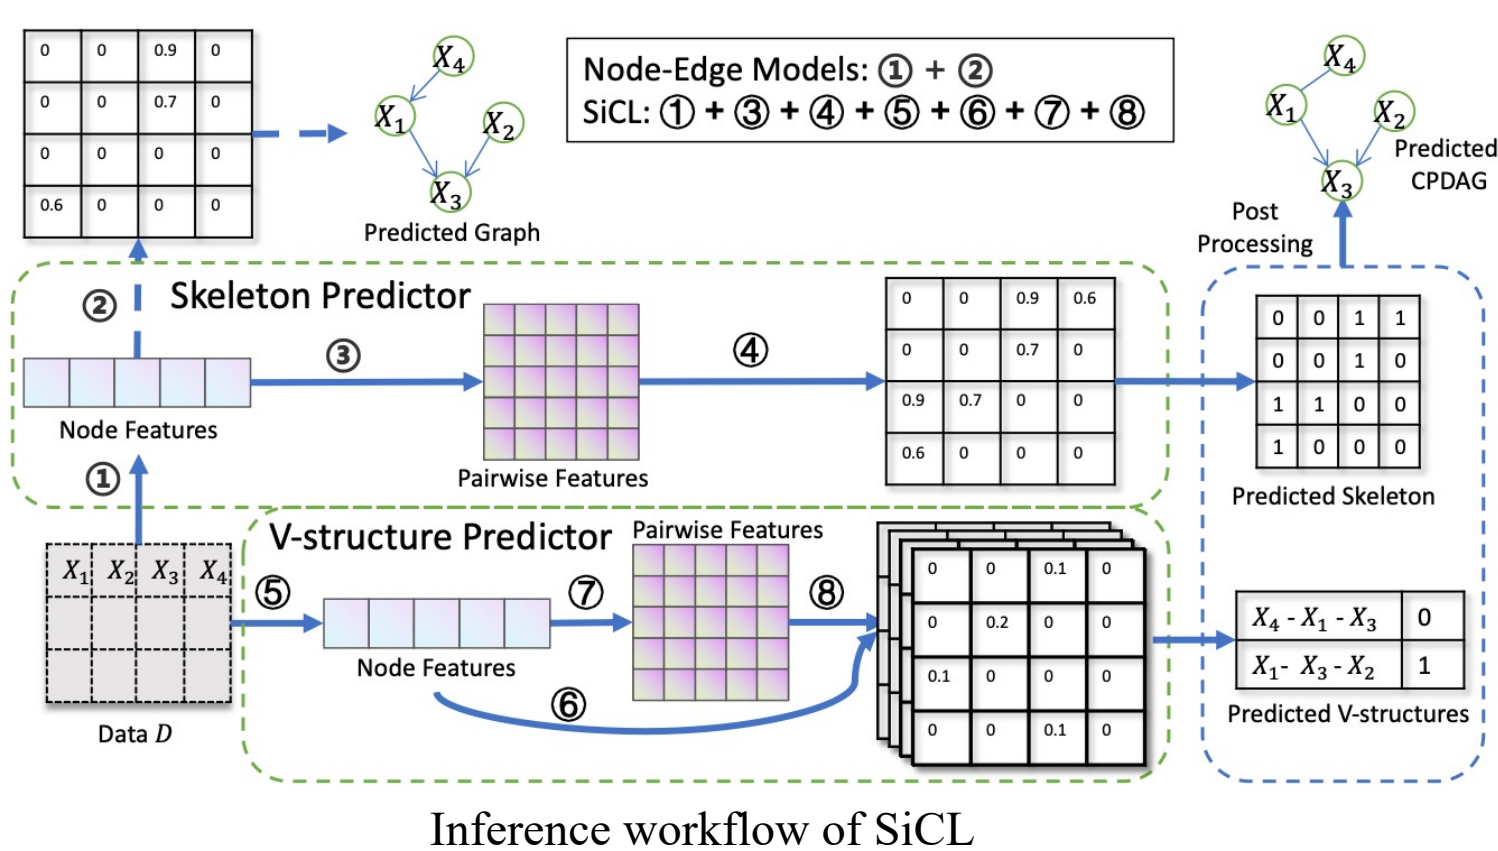 0 0 0.9 0
0 0 0.7 0
0 0 0 0
0.6 0 0 0
X4
X1
X2
X3
Predicted Graph
Node-Edge Models: ① + ②
SiCL: ① + ③ + ④ + ⑤ + ⑥ + ⑦ + ⑧
X4
X1
X2
X3
Predicted
CPDAG
Post
Processing
②
Skeleton Predictor
③
④
Node Features
Pairwise Features
0 0 0.9 0.6
0 0 0.7 0
0.9 0.7 0 0
0.6 0 0 0
0 0 1 1
0 0 1 0
1 1 0 0
1 0 0 0
Predicted Skeleton
①
X1 X2 X3 X4
Data D
V-structure Predictor
⑤
Node Features
⑦
Pairwise Features
⑧
⑥
0 0 0.1 0
0 0.2 0 0
0.1 0 0 0
0 0 0.1 0
X4 - X1 - X3 0
X1- X3 - X2 1
Predicted V-structures
Inference workflow of SiCL